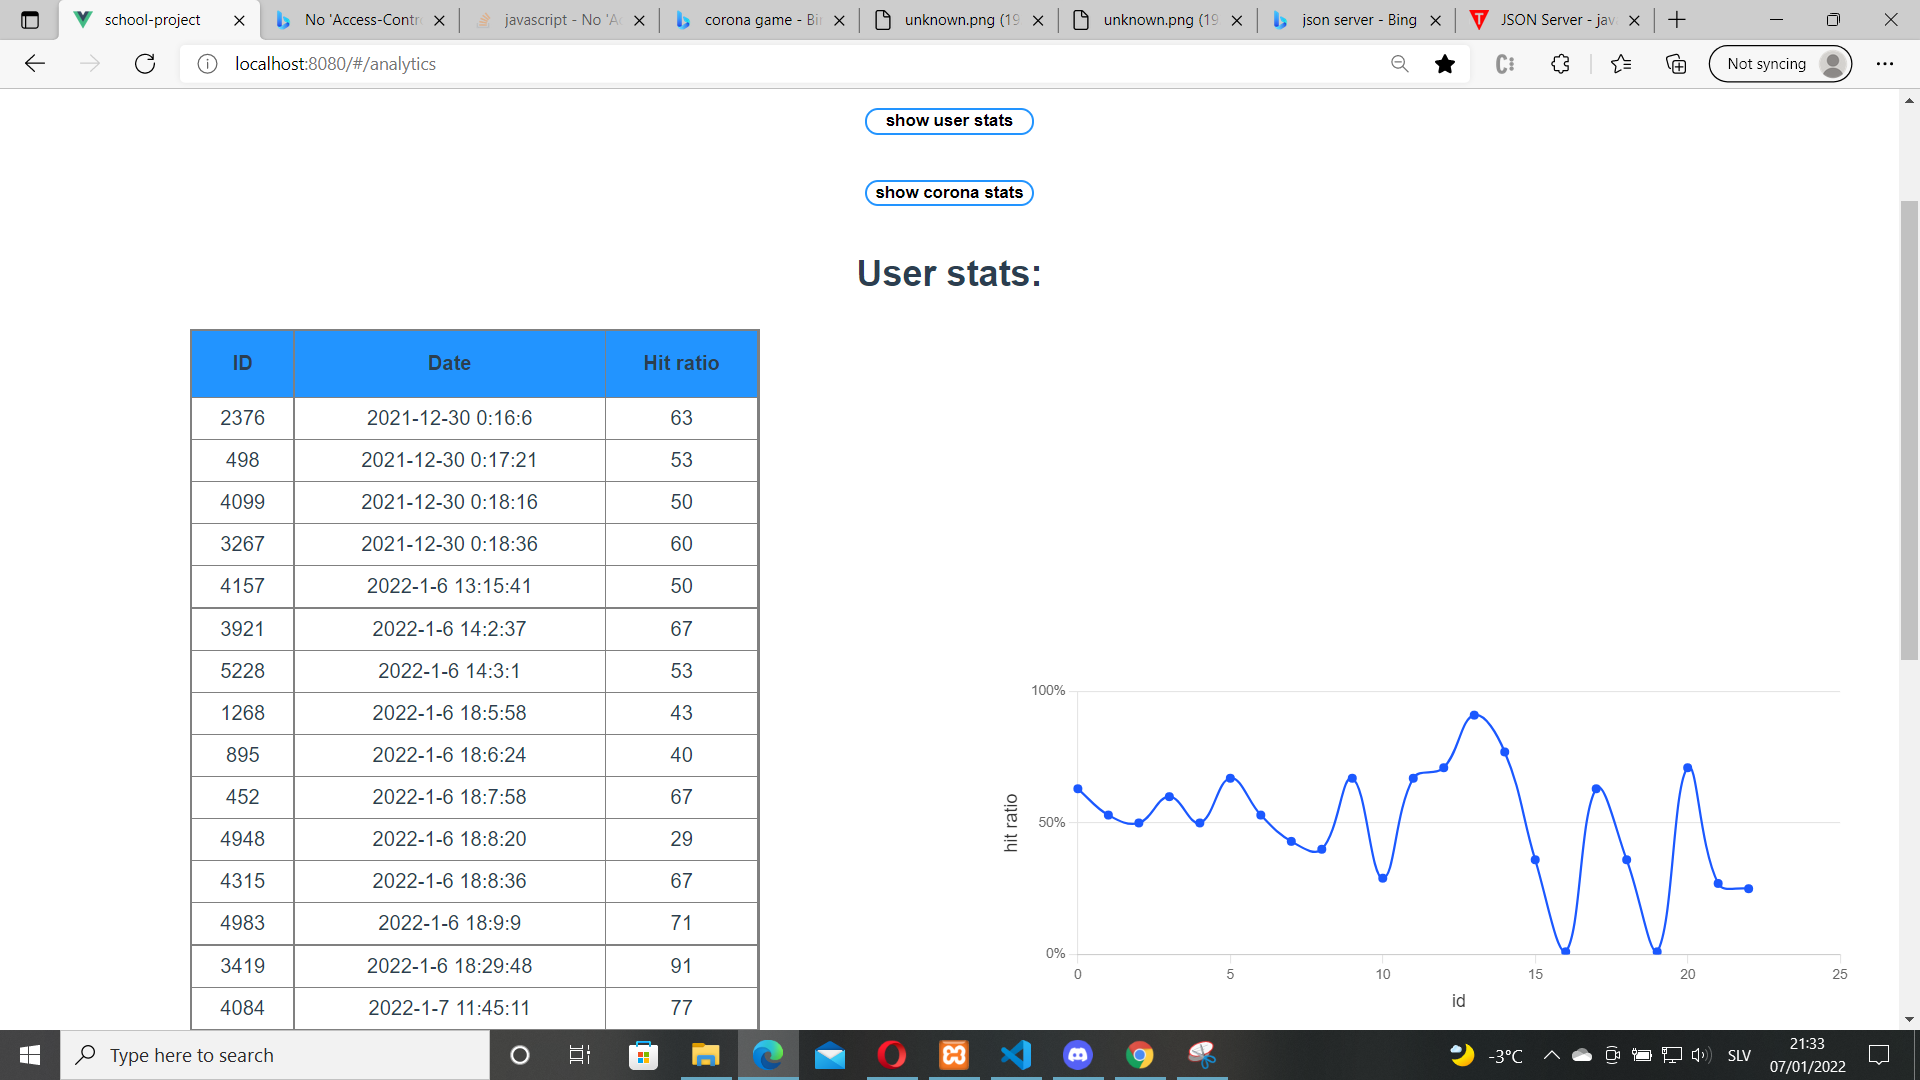 school-project
No 'Access-Contr
javascript - No 'A
corona game - Bi
unknown.png (19
unknown.png (19
json server - Bing
JSON Server - jav
localhost:8080/#/analytics
Not syncing
show user stats
show corona stats
User stats:
ID Date Hit ratio
2376 2021-12-30 0:16:6 63
498 2021-12-30 0:17:21 53
4099 2021-12-30 0:18:16 50
3267 2021-12-30 0:18:36 60
4157 2022-1-6 13:15:41 50
3921 2022-1-6 14:2:37 67
5228 2022-1-6 14:3:1 53
1268 2022-1-6 18:5:58 43
895 2022-1-6 18:6:24 40
452 2022-1-6 18:7:58 67
4948 2022-1-6 18:8:20 29
4315 2022-1-6 18:8:36 67
4983 2022-1-6 18:9:9 71
3419 2022-1-6 18:29:48 91
4084 2022-1-7 11:45:11 77
100%
50%
0%
hit ratio
0 5 10 15 20 25
id
Type here to search
-3°C
SLV
21:33
07/01/2022